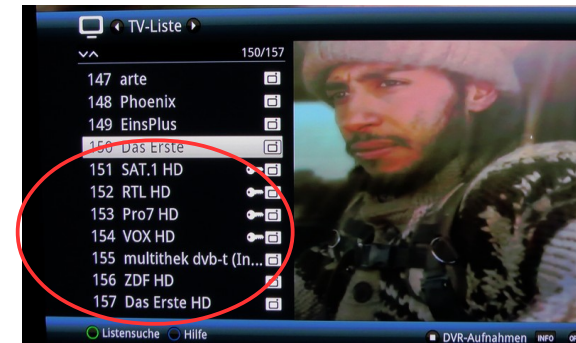 TV-Liste
150/157
147 arte
148 Phoenix
149 EinsPlus
150 Das Erste
151 SAT.1 HD
152 RTL HD
153 Pro7 HD
154 VOX HD
155 multithek dvb-t (In...
156 ZDF HD
157 Das Erste HD
Listensuche Hilfe
DVR-Aufnahmen INFO